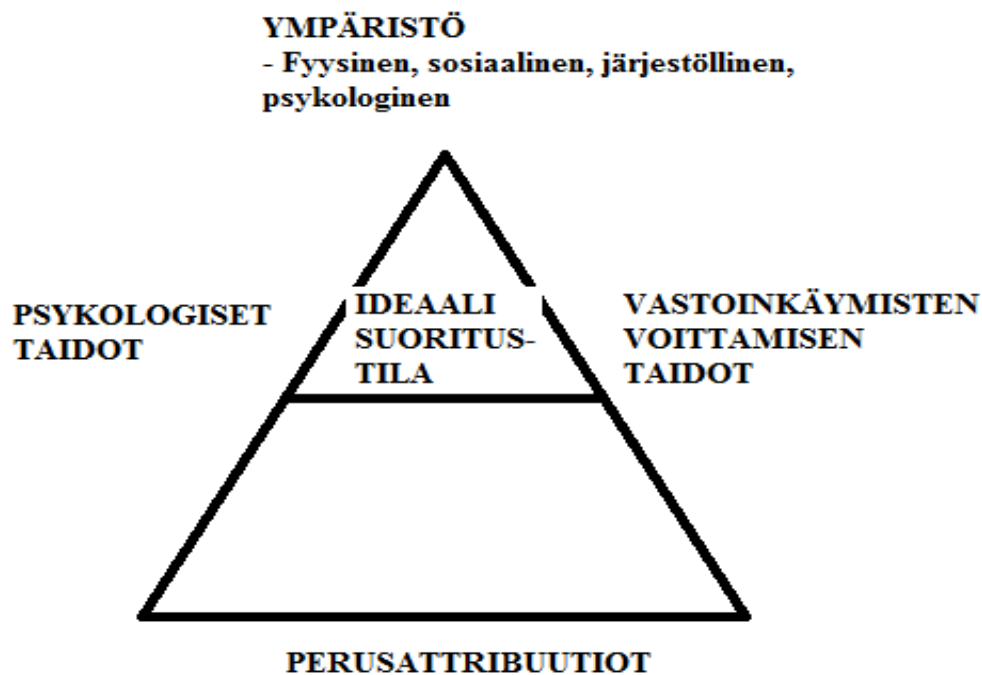 YMPÄRISTÖ
- Fyysinen, sosiaalinen, järjestöllinen,
psykologinen
PSYKOLOGISET
TAIDOT
IDEAALI
SUORITUS-
TILA
VASTOINKÄYMISTEN
VOITTAMISEN
TAIDOT
PERUSATTRIBUUTIOT